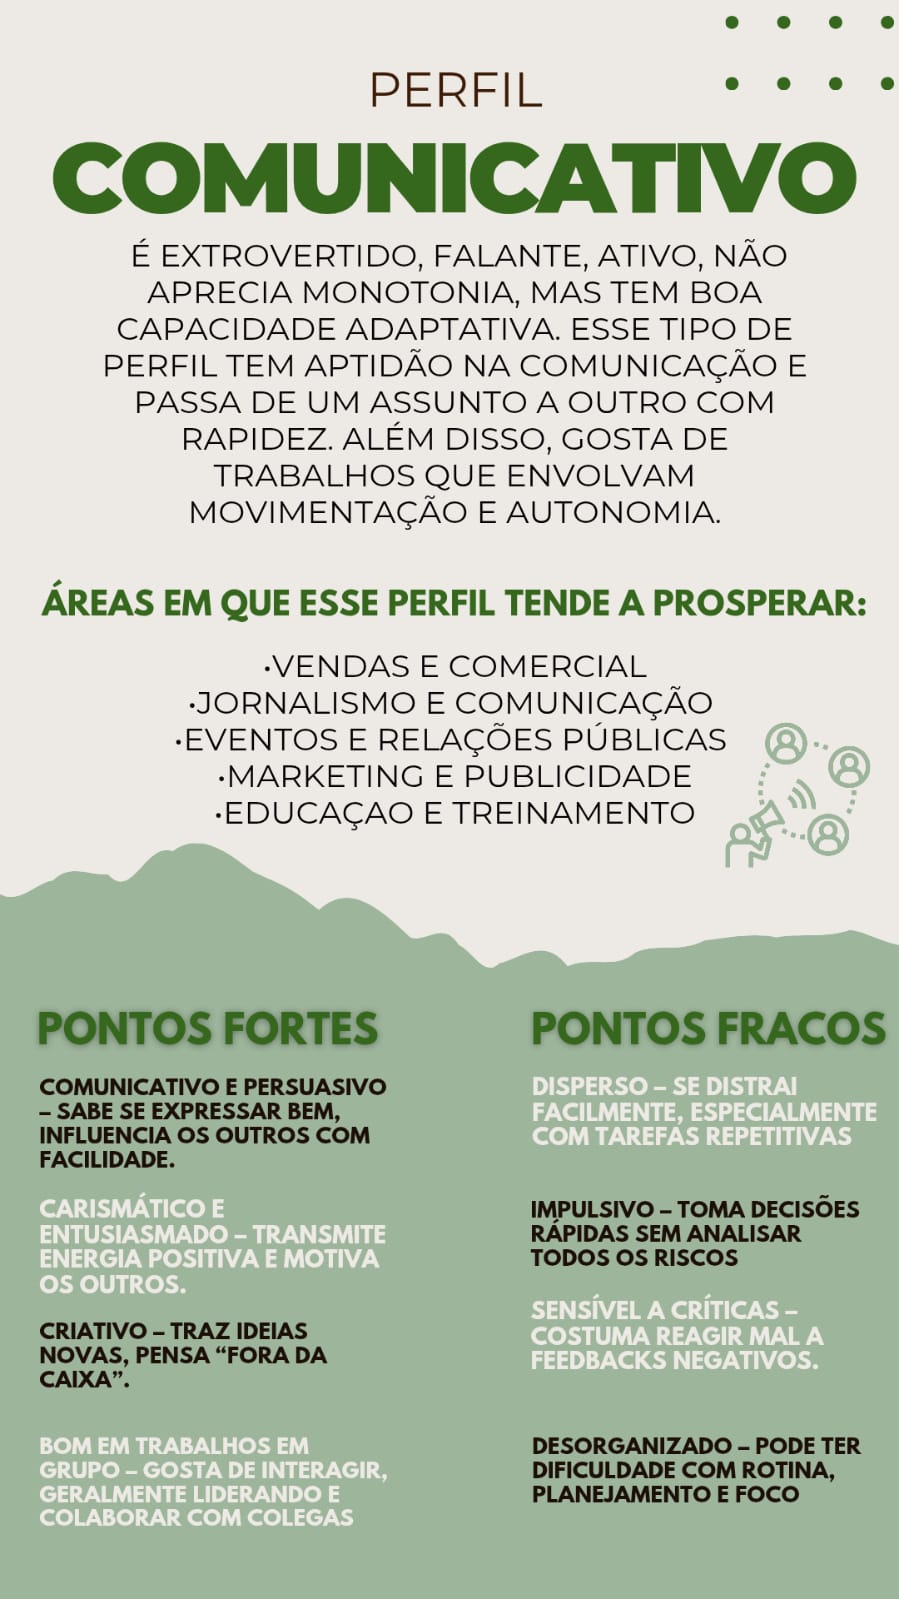 PERFIL
COMUNICATIVO
É EXTROVERTIDO, FALANTE, ATIVO, NÃO
APRECIA MONOTONIA, MAS TEM BOA
CAPACIDADE ADAPTATIVA. ESSE TIPO DE
PERFIL TEM APTIDÃO NA COMUNICAÇÃO E
PASSA DE UM ASSUNTO A OUTRO COM
RAPIDEZ. ALÉM DISSO, GOSTA DE
TRABALHOS QUE ENVOLVAM
MOVIMENTAÇÃO E AUTONOMIA.
ÁREAS EM QUE ESSE PERFIL TENDE A PROSPERAR:
•VENDAS E COMERCIAL
•JORNALISMO E COMUNICAÇÃO
•EVENTOS E RELAÇÕES PÚBLICAS
•MARKETING E PUBLICIDADE
•EDUCAÇAO E TREINAMENTO
PONTOS FORTES
COMUNICATIVO E PERSUASIVO
– SABE SE EXPRESSAR BEM,
INFLUENCIA OS OUTROS COM
FACILIDADE.
CARISMÁTICO E
ENTUSIASMADO – TRANSMITE
ENERGIA POSITIVA E MOTIVA
OS OUTROS.
CRIATIVO – TRAZ IDEIAS
NOVAS, PENSA “FORA DA
CAIXA”.
BOM EM TRABALHOS EM
GRUPO – GOSTA DE INTERAGIR,
GERALMENTE LIDERANDO E
COLABORAR COM COLEGAS
PONTOS FRACOS
DISPERSO – SE DISTRAI
FACILMENTE, ESPECIALMENTE
COM TAREFAS REPETITIVAS
IMPULSIVO – TOMA DECISÕES
RÁPIDAS SEM ANALISAR
TODOS OS RISCOS
SENSÍVEL A CRÍTICAS –
COSTUMA REAGIR MAL A
FEEDBACKS NEGATIVOS.
DESORGANIZADO – PODE TER
DIFICULDADE COM ROTINA,
PLANEJAMENTO E FOCO